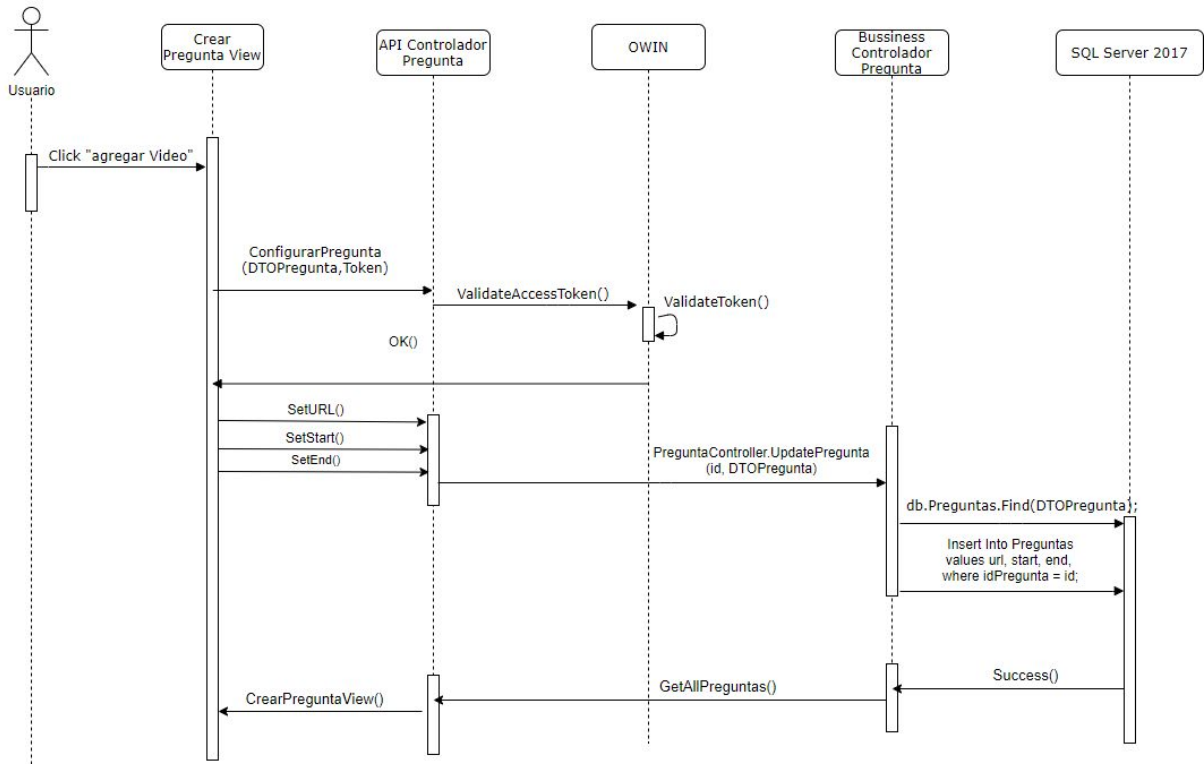 Crear
Pregunta View
API Controlador
Pregunta
OWIN
Bussiness
Controlador
Pregunta
SQL Server 2017
Usuario
Click "agregar Video"
ConfigurarPregunta
(DTOPregunta,Token)
ValidateAccessToken()
ValidateToken()
OK()
SetURL()
SetStart()
SetEnd()
PreguntaController.UpdatePregunta
(id, DTOPregunta)
db.Preguntas.Find(DTOPregunta);
Insert Into Preguntas
values url, start, end,
where idPregunta = id;
Success()
GetAllPreguntas()
CrearPreguntaView()